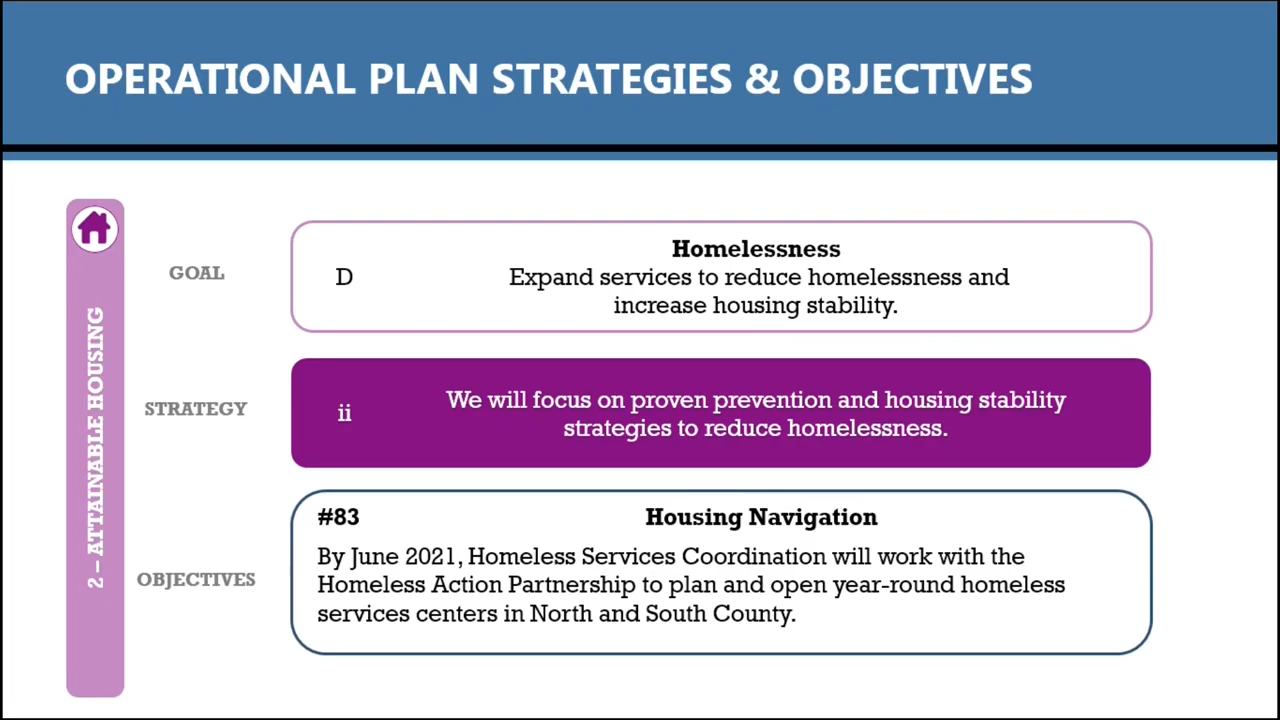 OPERATIONAL PLAN STRATEGIES & OBJECTIVES
2 – ATTAINABLE HOUSING
GOAL
D
Homelessness
Expand services to reduce homelessness and
increase housing stability.
STRATEGY
ii
We will focus on proven prevention and housing stability
strategies to reduce homelessness.
OBJECTIVES
#83
Housing Navigation
By June 2021, Homeless Services Coordination will work with the
Homeless Action Partnership to plan and open year-round homeless
services centers in North and South County.